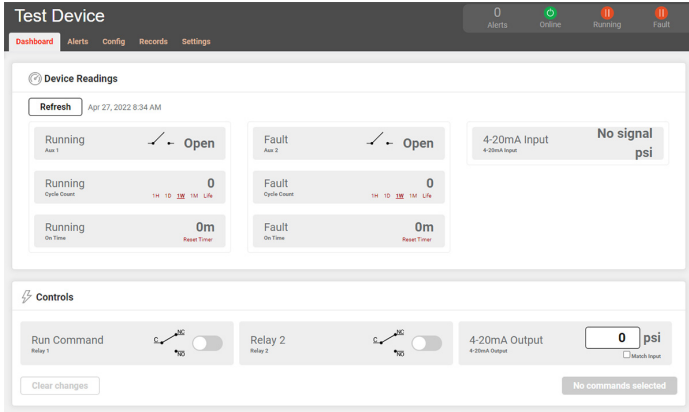 Test Device
0
Alerts
Online
Running
Fault
Dashboard Alerts Config Records Settings
Device Readings
Refresh Apr 27, 2022 8:34 AM
Running
Aux 1
Open
Fault
Aux 2
Open
4-20mA Input
4-20mA Input
No signal
psi
Running
Cycle Count
0
1H 1D 1W 1M Life
Fault
Cycle Count
0
1H 1D 1W 1M Life
Running
On Time
0m
Reset Timer
Fault
On Time
0m
Reset Timer
Controls
Run Command
Relay 1
C
NC
NO
Relay 2
Relay 2
C
NC
NO
4-20mA Output
4-20mA Output
0 psi
Match Input
Clear changes
No commands selected